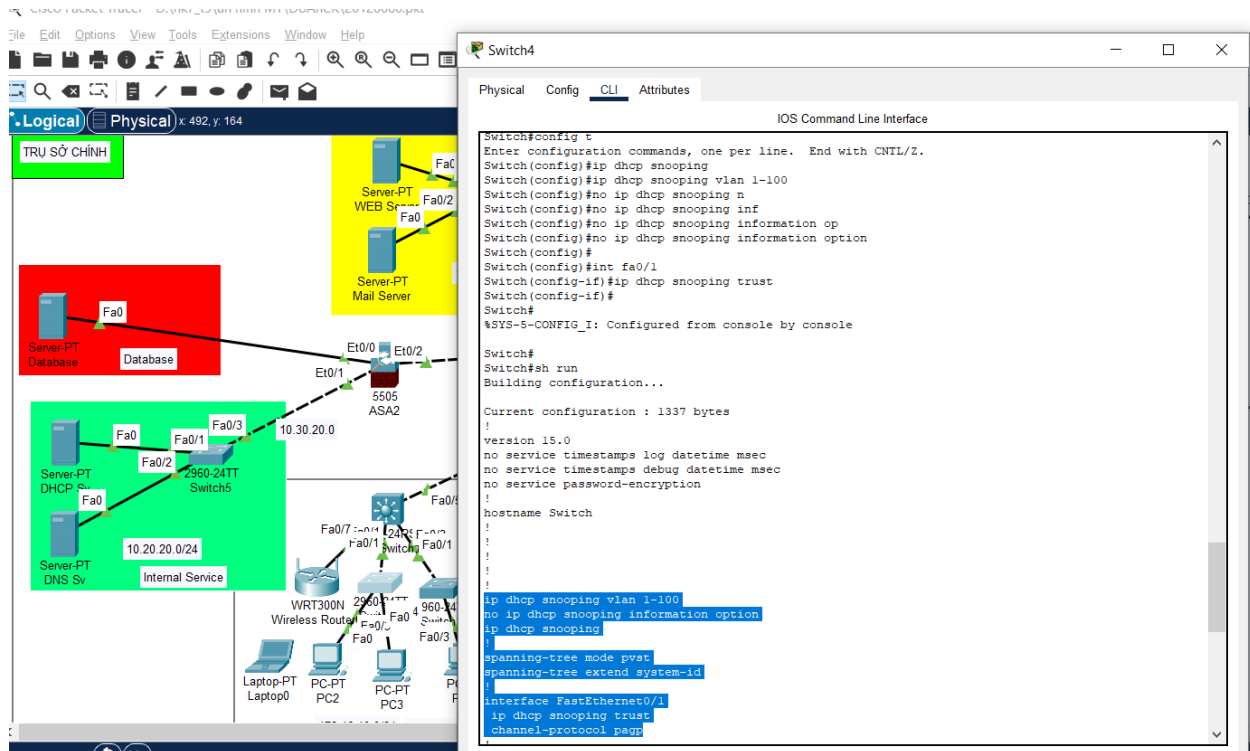 File Edit Options View Tools Extensions Window Help
Logical Physical x: 492, y: 164
TRỤ SỞ CHÍNH
Server-PT
WEB
Fa0/2
Fa0
Server-PT
Mail Server
Fa0
Server-PT
Database
Database
Et0/0
Et0/2
Et0/1
5505
ASA2
10.30.20.0
Fa0
Fa0/1
Fa0/3
Fa0/2
Server-PT
DHCP
2960-24TT
Switch5
Fa0
Server-PT
DNS Sv
10.20.20.0/24
Internal Service
Fa0/7
Fa0/1
Fa0/1
WRT300N
Wireless
Fa0
Fa0
Fa0/3
Laptop-PT
Laptop0
PC-PT
PC2
PC-PT
PC3
Switch4
Physical Config CLI Attributes
IOS Command Line Interface
Switch#config t
Enter configuration commands, one per line. End with CNTL/Z.
Switch(config)#ip dhcp snooping
Switch(config)#ip dhcp snooping vlan 1-100
Switch(config)#no ip dhcp snooping n
Switch(config)#no ip dhcp snooping inf
Switch(config)#no ip dhcp snooping information op
Switch(config)#no ip dhcp snooping information option
Switch(config)#
Switch(config)#int fa0/1
Switch(config-if)#ip dhcp snooping trust
Switch(config-if)#
Switch#
%SYS-5-CONFIG_I: Configured from console by console
Switch#
Switch#sh run
Building configuration...
Current configuration : 1337 bytes
!
version 15.0
no service timestamps log datetime msec
no service timestamps debug datetime msec
no service password-encryption
!
hostname Switch
!
!
!
!
!
ip dhcp snooping vlan 1-100
no ip dhcp snooping information option
ip dhcp snooping
!
spanning-tree mode pvst
spanning-tree extend system-id
!
interface FastEthernet0/1
ip dhcp snooping trust
channel-protocol pagp